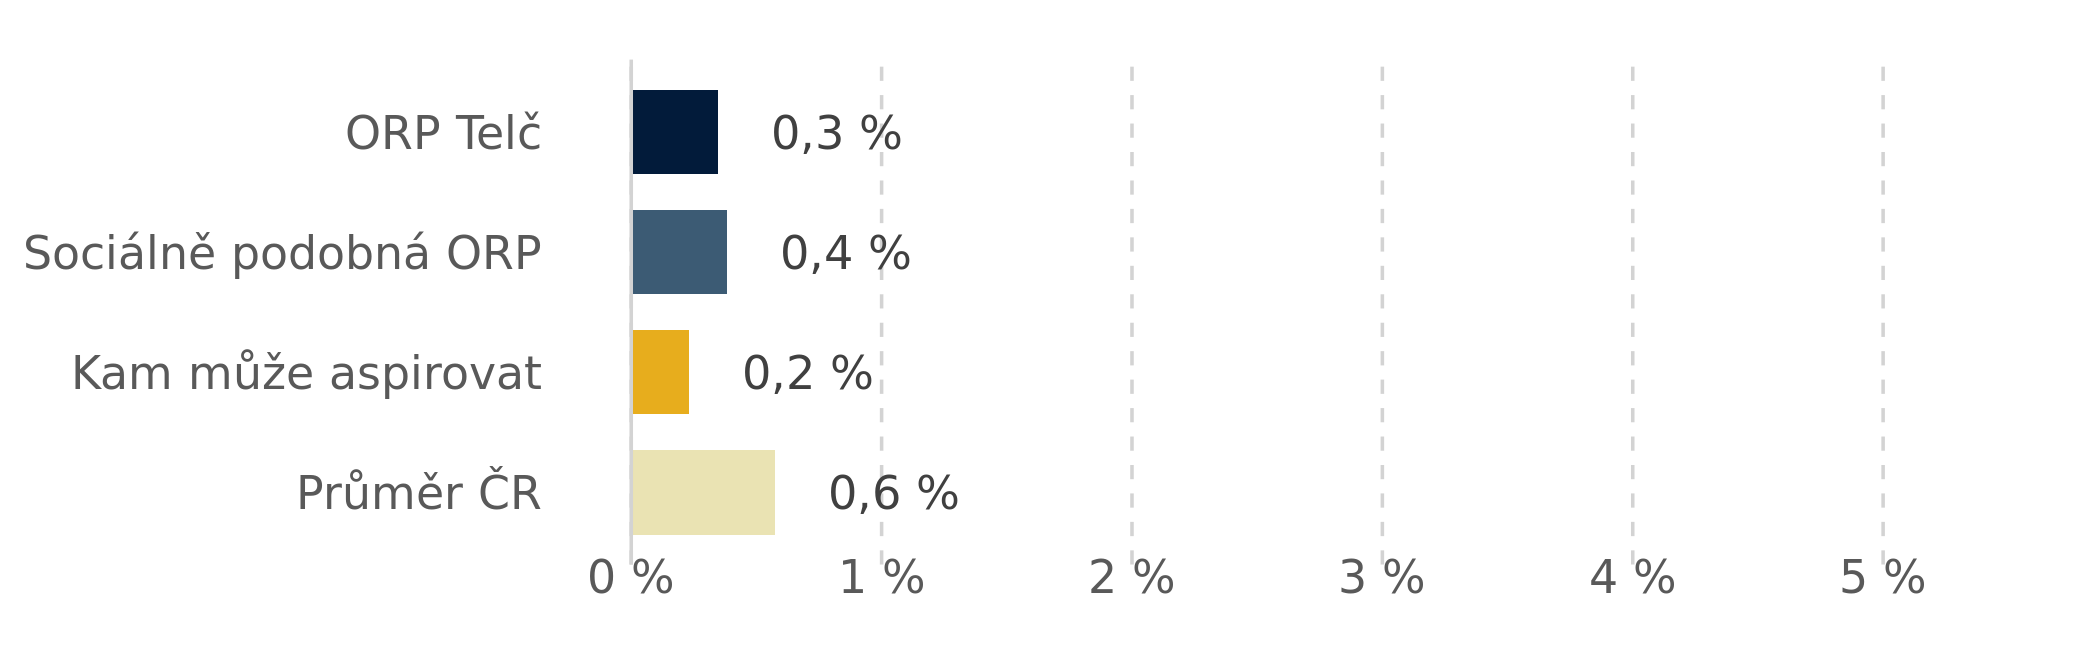 ORP Telč 0,3 %
Sociálně podobná ORP 0,4 %
Kam může aspirovat 0,2 %
Průměr ČR 0,6 %
0 % 1 % 2 % 3 % 4 % 5 %